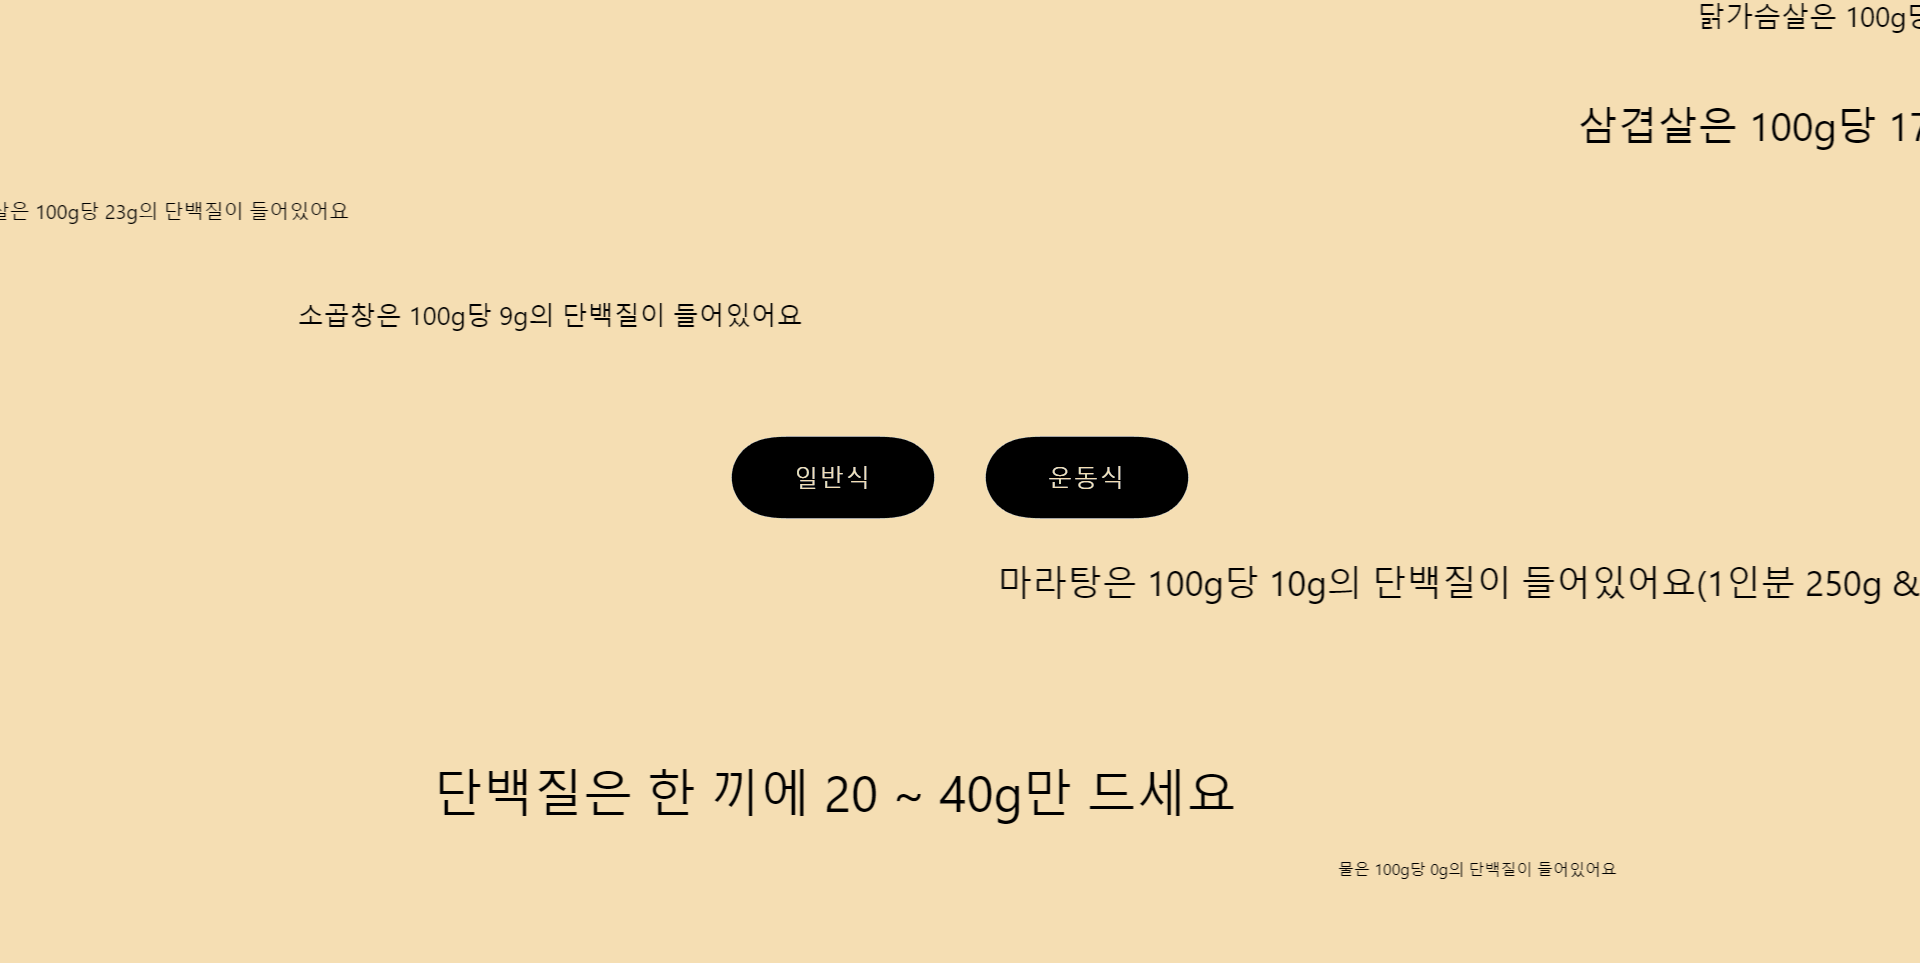 닭가슴살은 100g당
삼겹살은 100g당 17
살은 100g당 23g의 단백질이 들어있어요
소곱창은 100g당 9g의 단백질이 들어있어요
일반식
운동식
마라탕은 100g당 10g의 단백질이 들어있어요(1인분 250g &
단백질은 한 끼에 20 ~ 40g만 드세요
물은 100g당 0g의 단백질이 들어있어요